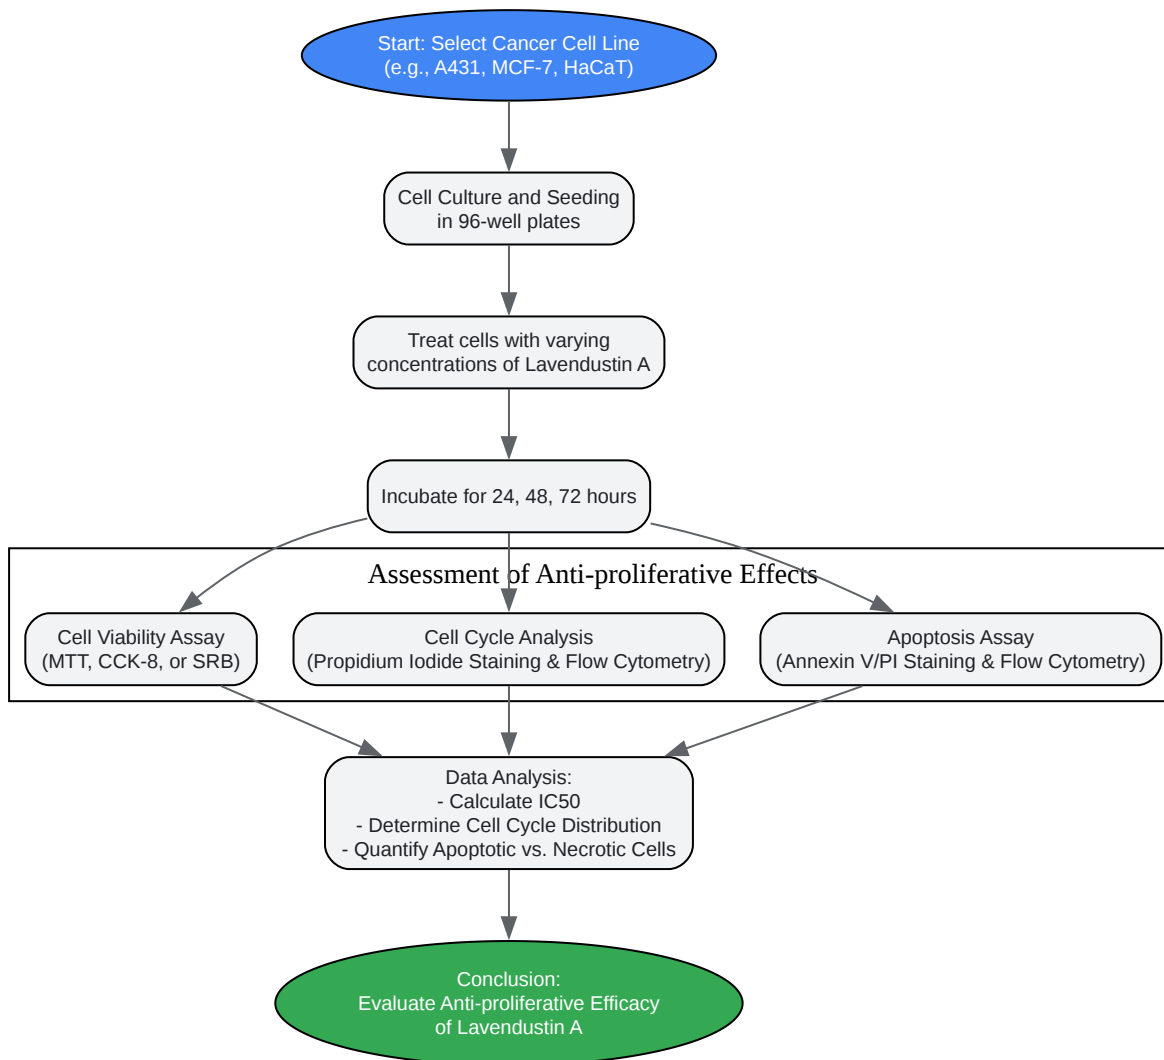 Start: Select Cancer Cell Line
(e.g., A431, MCF-7, HaCaT)
Cell Culture and Seeding
in 96-well plates
Treat cells with varying
concentrations of Lavendustin A
Incubate for 24, 48, 72 hours
Assessment of Anti-proliferative Effects
Cell Viability Assay
(MTT, CCK-8, or SRB)
Cell Cycle Analysis
(Propidium Iodide Staining & Flow Cytometry)
Apoptosis Assay
(Annexin V/PI Staining & Flow Cytometry)
Data Analysis:
- Calculate IC50
- Determine Cell Cycle Distribution
- Quantify Apoptotic vs. Necrotic Cells
Conclusion:
Evaluate Anti-proliferative Efficacy
of Lavendustin A